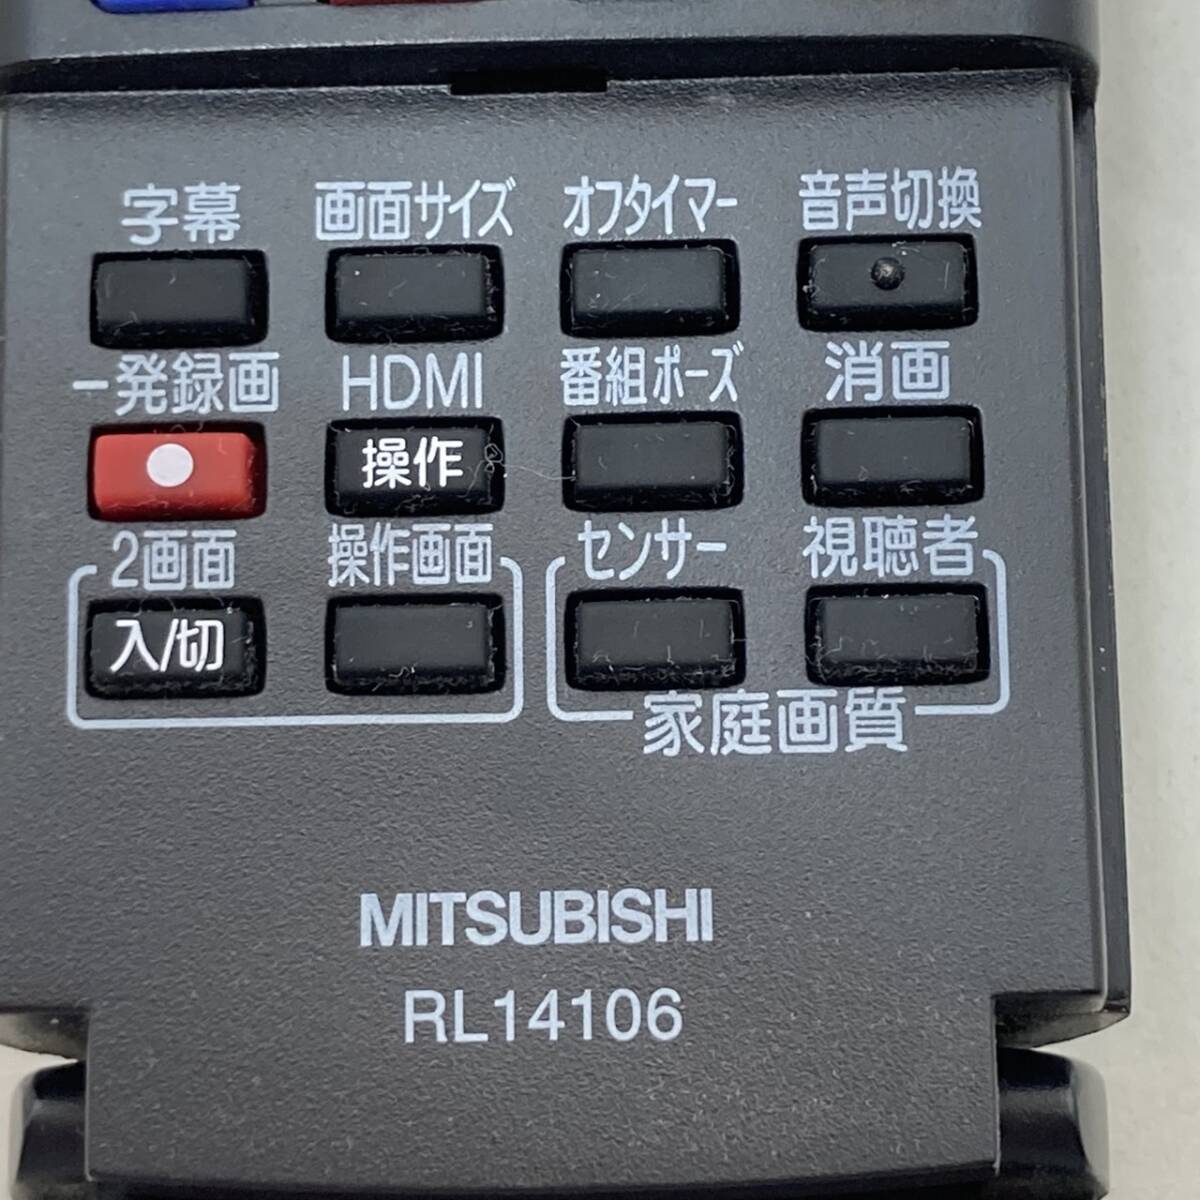 字幕 画面サイズ オフタイマー 音声切換
一発録画 HDMI 番組ポーズ 消画
操作
2画面 操作画面 センサー 視聴者
入/切
家庭画質
MITSUBISHI
RL14106